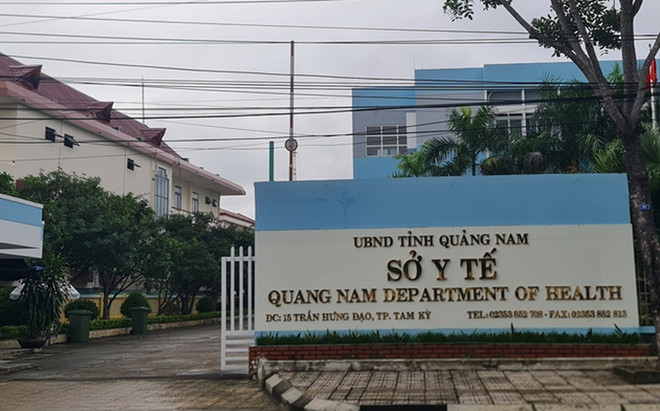 UBND TỈNH QUẢNG NAM
SỞ Y TẾ
QUANG NAM DEPARTMENT OF HEALTH
ĐC: 15 TRẦN HƯNG ĐẠO, TP. TAM KỲ TEL: 02353 852 708 - FAX: 02353 852 813